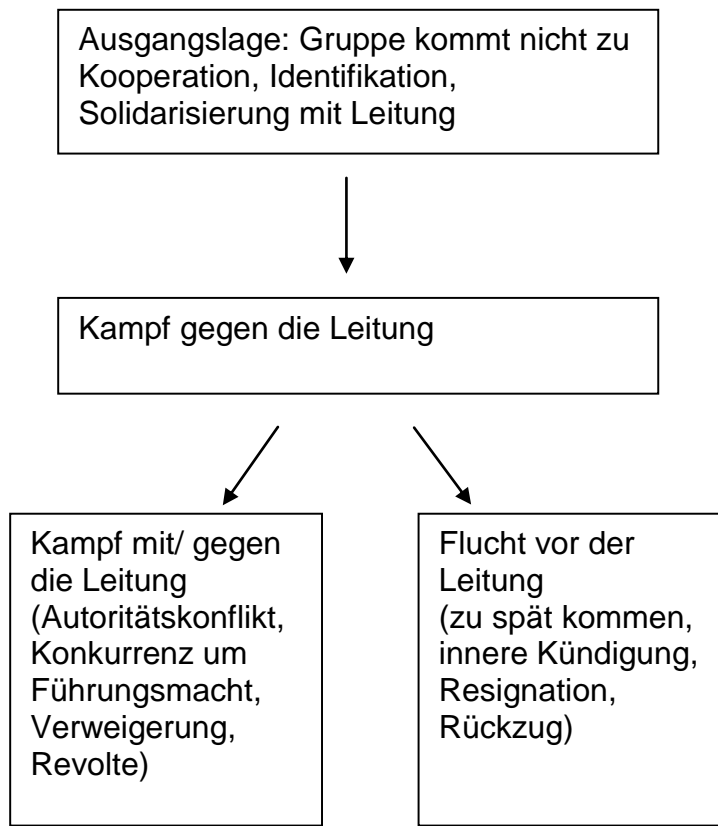 Ausgangslage: Gruppe kommt nicht zu
Kooperation, Identifikation,
Solidarisierung mit Leitung
Kampf gegen die Leitung
Kampf mit/ gegen
die Leitung
(Autoritätskonflikt,
Konkurrenz um
Führungsmacht,
Verweigerung,
Revolte)
Flucht vor der
Leitung
(zu spät kommen,
innere Kündigung,
Resignation,
Rückzug)